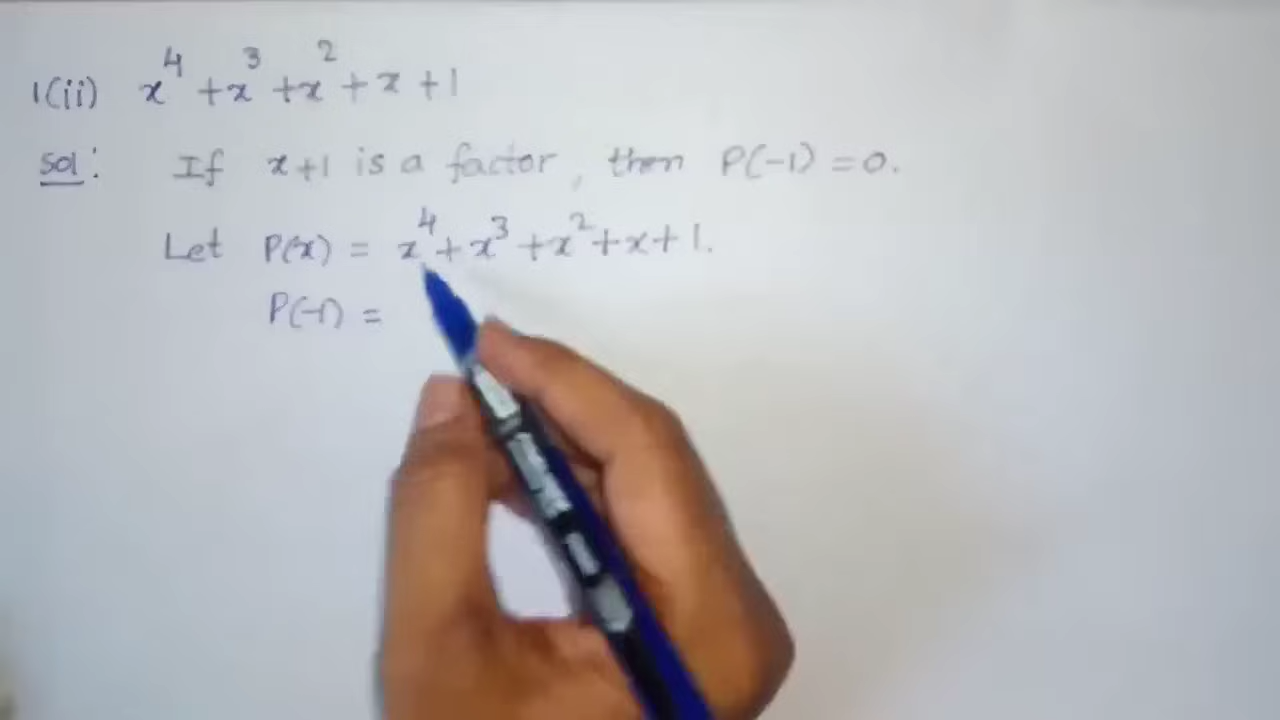 1(ii) x⁴ + x³ + x² + x + 1
Sol: If x+1 is a factor, then P(-1) = 0.
Let P(x) = x⁴ + x³ + x² + x + 1.
P(-1) =